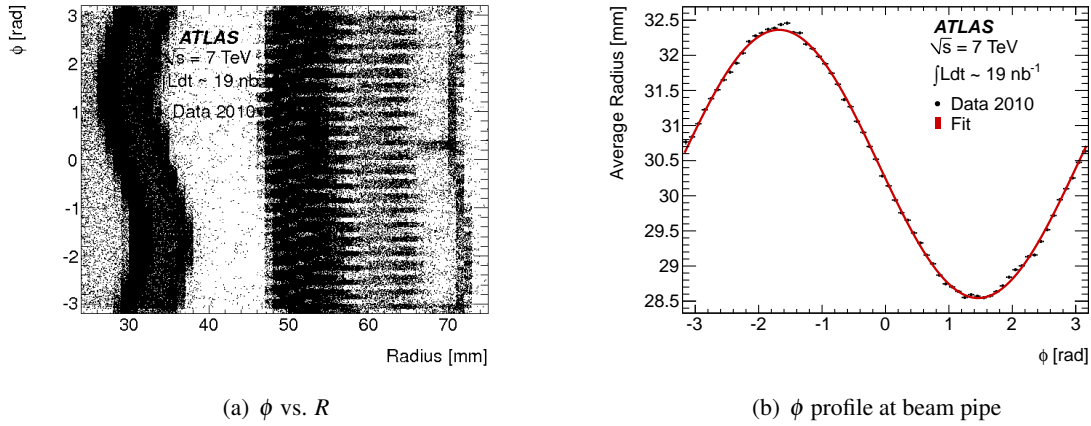 φ [rad]
3
2
1
0
-1
-2
-3
ATLAS
√s = 7 TeV
∫Ldt ~ 19 nb
Data 2010
30 40 50 60 70
Radius [mm]
(a) φ vs. R
Average Radius [mm]
32.5
32
31.5
31
30.5
30
29.5
29
28.5
ATLAS
√s = 7 TeV
∫Ldt ~ 19 nb⁻¹
Data 2010
Fit
-3 -2 -1 0 1 2 3
φ [rad]
(b) φ profile at beam pipe